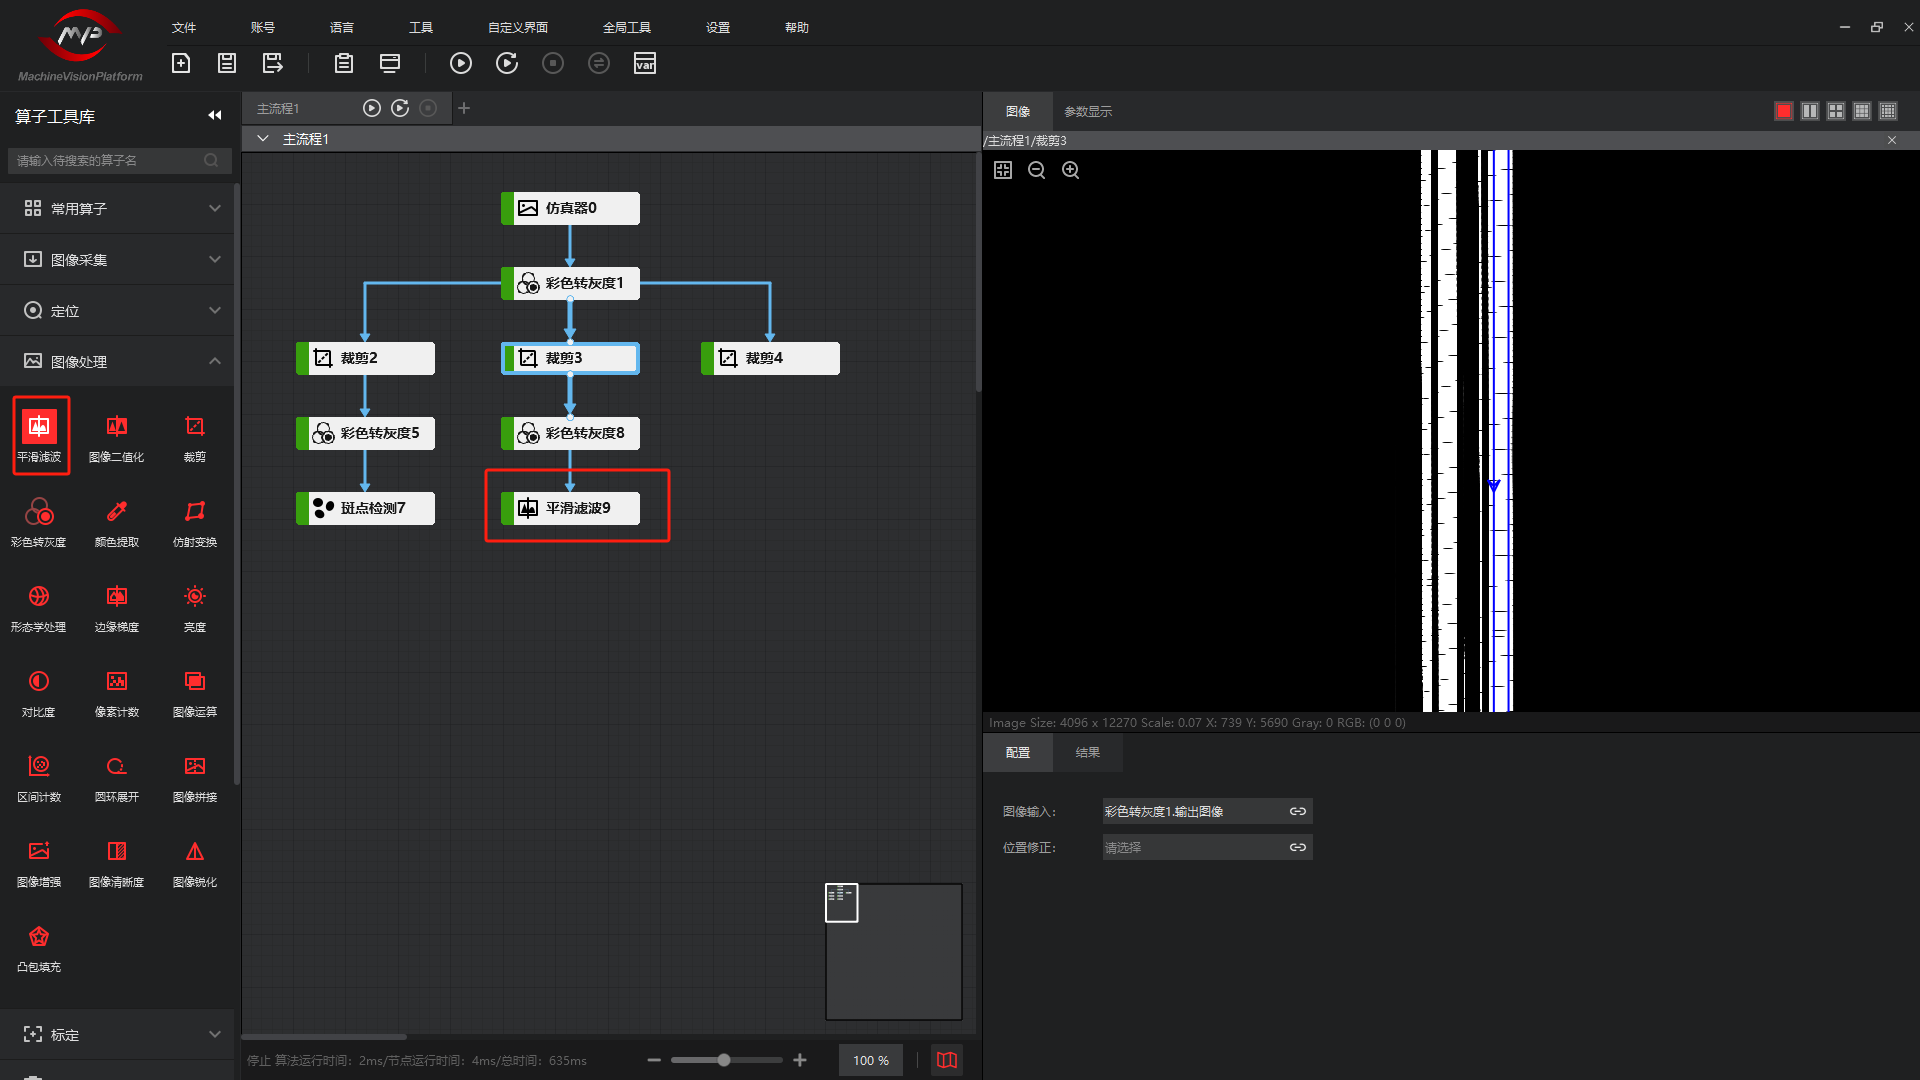 MVP
MachineVisionPlatform
文件
账号
语言
工具
自定义界面
全局工具
设置
帮助
var
算子工具库
请输入待搜索的算子名
常用算子
图像采集
定位
图像处理
平滑滤波
图像二值化
裁剪
彩色转灰度
颜色提取
仿射变换
形态学处理
边缘梯度
亮度
对比度
像素计数
图像运算
区间计数
圆环展开
图像拼接
图像增强
图像清晰度
图像锐化
凸包填充
标定
主流程1
主流程1
仿真器0
彩色转灰度1
裁剪2
裁剪3
裁剪4
彩色转灰度5
彩色转灰度8
斑点检测7
平滑滤波9
停止 算法运行时间：2ms/节点运行时间：4ms/总时间：635ms
100 %
图像
参数显示
/主流程1/裁剪3
Image Size: 4096 x 12270 Scale: 0.07 X: 739 Y: 5690 Gray: 0 RGB: (0 0 0)
配置
结果
图像输入：
彩色转灰度1.输出图像
位置修正：
请选择